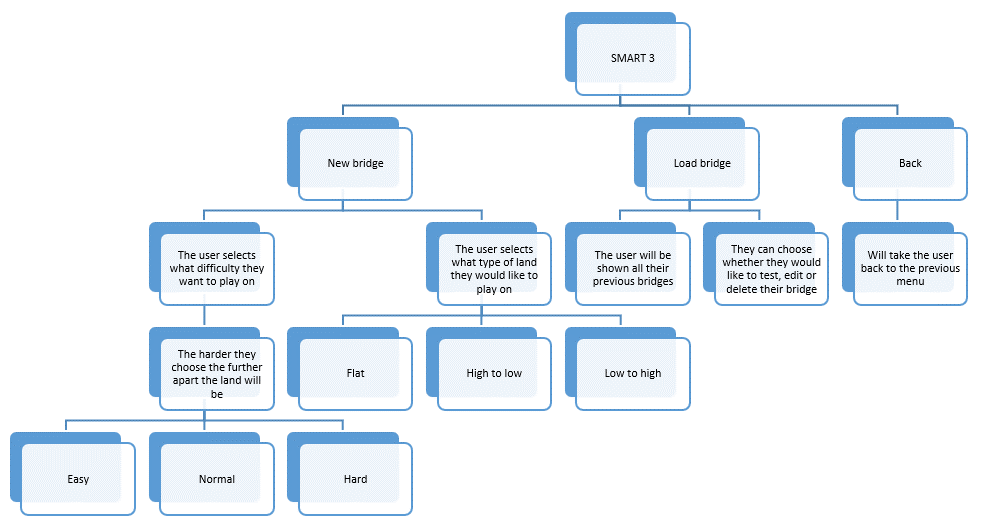 SMART 3
New bridge
Load bridge
Back
The user selects
what difficulty they
want to play on
The user selects
what type of land
they would like to
play on
The user will be
shown all their
previous bridges
They can choose
whether they would
like to test, edit or
delete their bridge
Will take the user
back to the previous
menu
The harder they
choose the further
apart the land will
be
Flat
High to low
Low to high
Easy
Normal
Hard